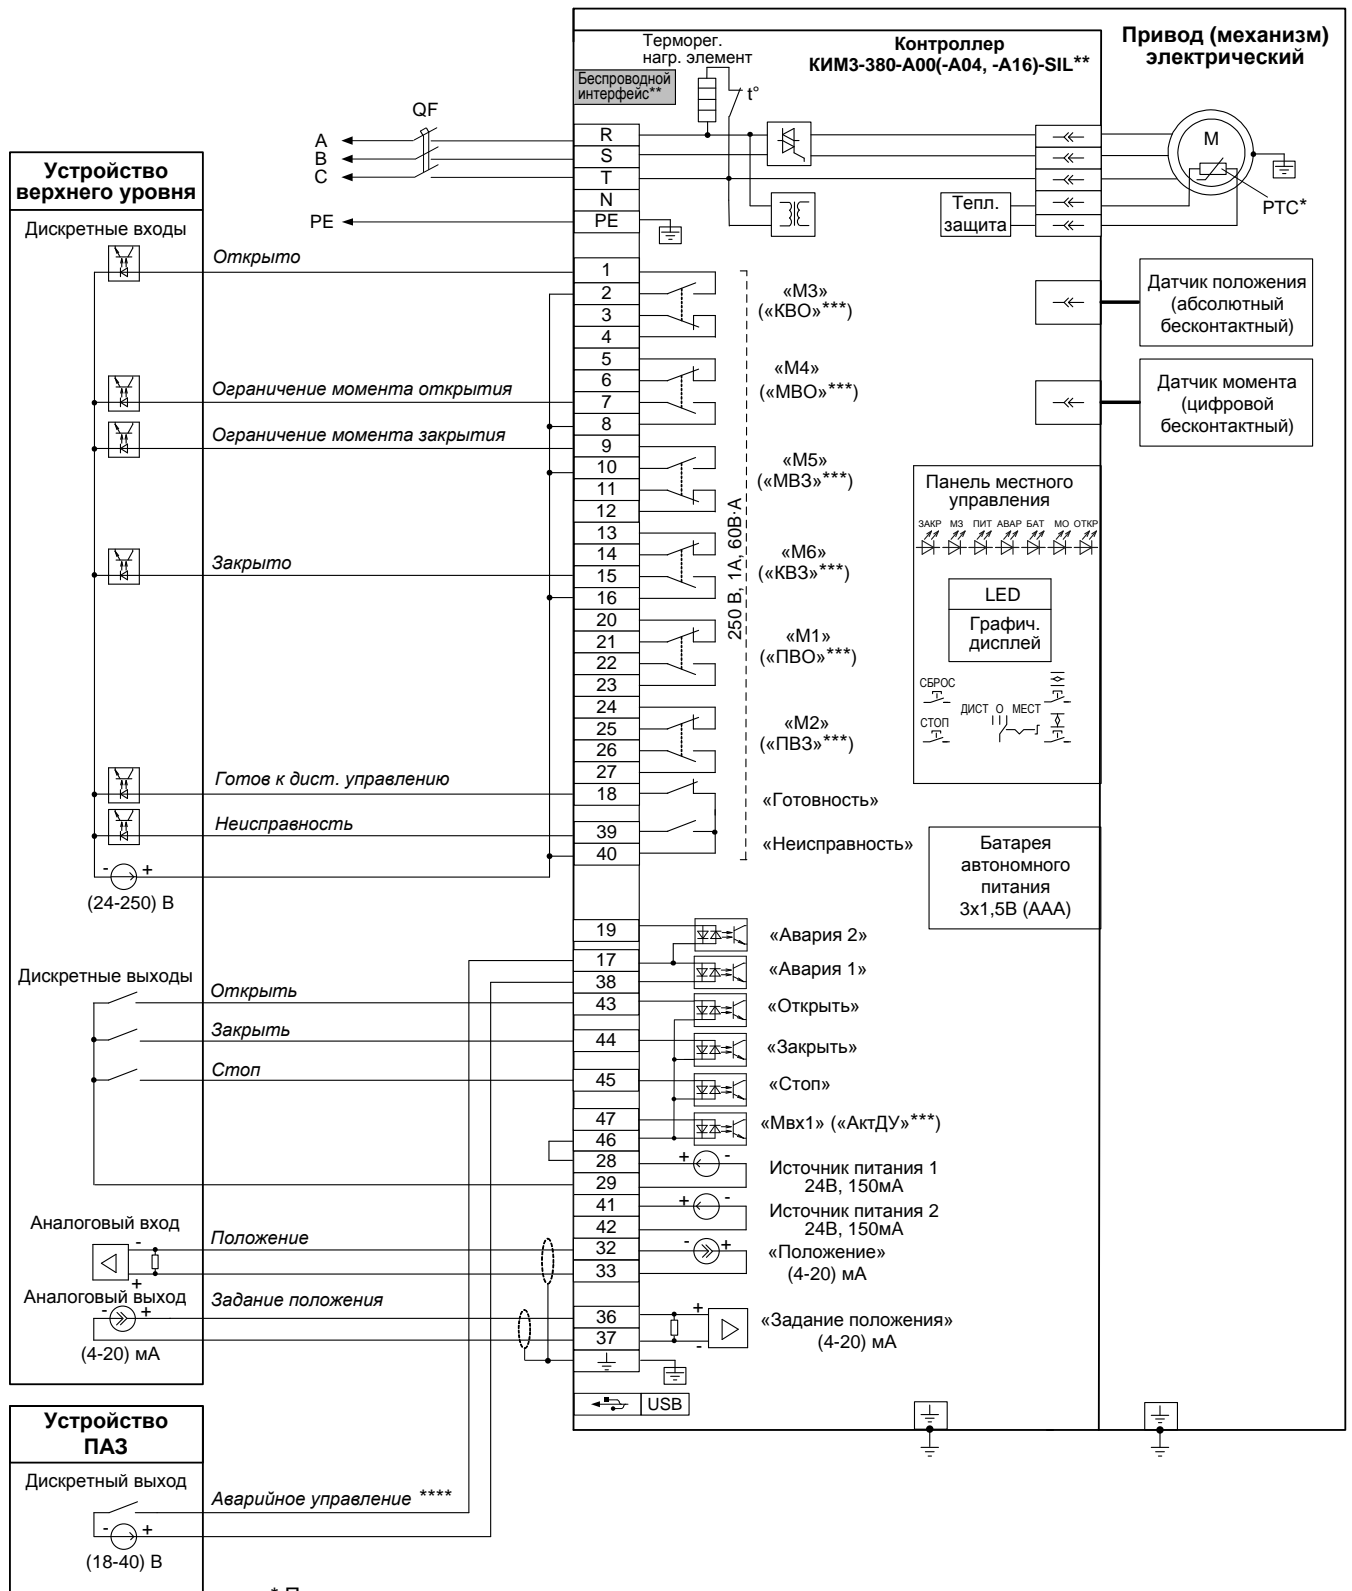 Привод (механизм)
электрический
Контроллер
КИМ3-380-А00(-А04, -А16)-SIL**
Терморег.
нагр. элемент
Беспроводной
интерфейс**
t°
QF
A
B
C
PE
R
S
T
N
PE
M
PTC*
Тепл.
защита
Устройство
верхнего уровня
Дискретные входы
Открыто
Ограничение момента открытия
Ограничение момента закрытия
Закрыто
Готов к дист. управлению
Неисправность
- +
(24-250) В
1
2
3
4
5
6
7
8
9
10
11
12
13
14
15
16
20
21
22
23
24
25
26
27
18
39
40
«М3»
(«КВО»***)
«М4»
(«МВО»***)
«М5»
(«МВЗ»***)
«М6»
(«КВЗ»***)
«М1»
(«ПВО»***)
«М2»
(«ПВЗ»***)
«Готовность»
«Неисправность»
250 В, 1А, 60В·А
Датчик положения
(абсолютный
бесконтактный)
Датчик момента
(цифровой
бесконтактный)
Панель местного
управления
ЗАКР МЗ ПИТ АВАР БАТ МО ОТКР
LED
Графич.
дисплей
СБРОС
СТОП
ДИСТ О МЕСТ
Батарея
автономного
питания
3х1,5В (ААА)
19
17
38
43
44
45
47
46
28
29
41
42
32
33
36
37
«Авария 2»
«Авария 1»
«Открыть»
«Закрыть»
«Стоп»
«Мвх1» («АктДУ»***)
+ -
Источник питания 1
24В, 150мА
+ -
Источник питания 2
24В, 150мА
- +
«Положение»
(4-20) мА
+
-
«Задание положения»
(4-20) мА
USB
Дискретные выходы
Открыть
Закрыть
Стоп
Аналоговый вход
-
+
Положение
Аналоговый выход
- +
(4-20) мА
Задание положения
Устройство
ПАЗ
Дискретный выход
- +
(18-40) В
Аварийное управление ****